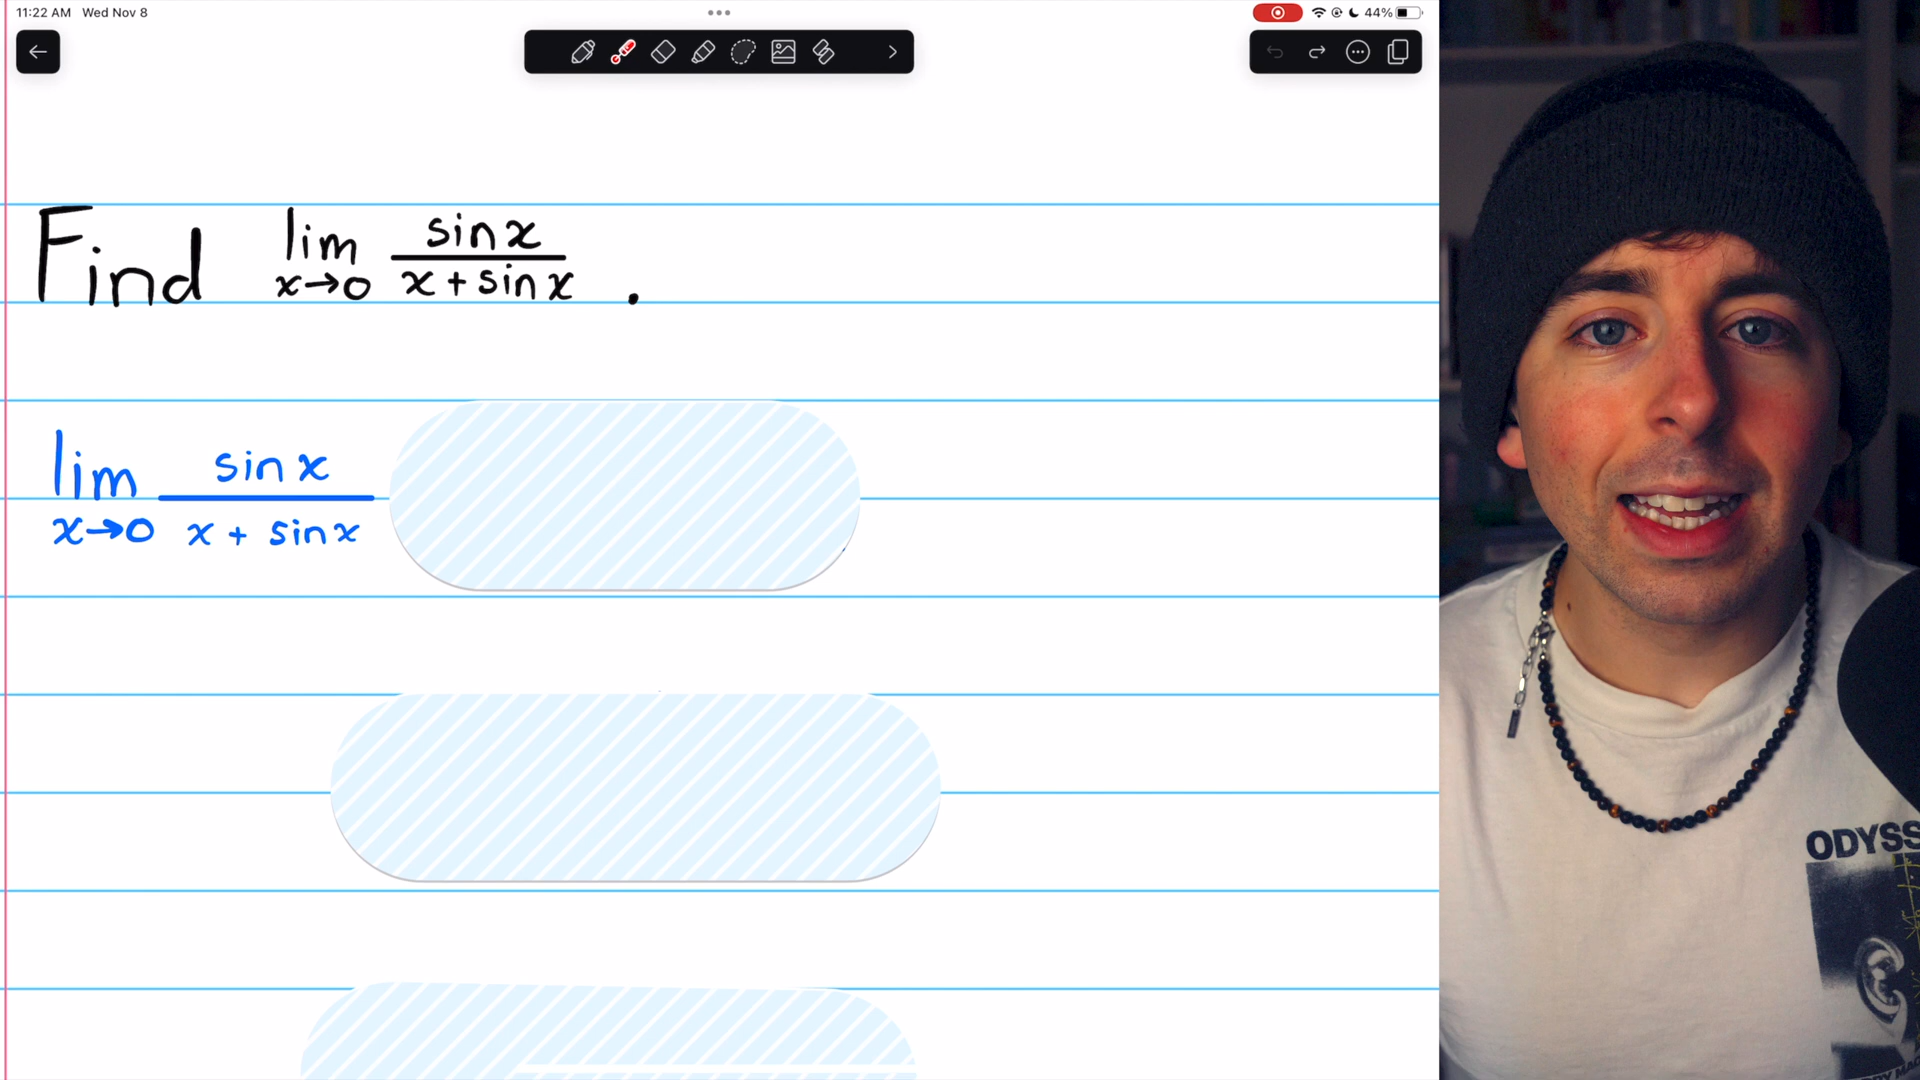 11:22 AM Wed Nov 8
44%
Find lim x→0 sin x / x + sin x .
lim x→0 sin x / x + sin x
ODYSS